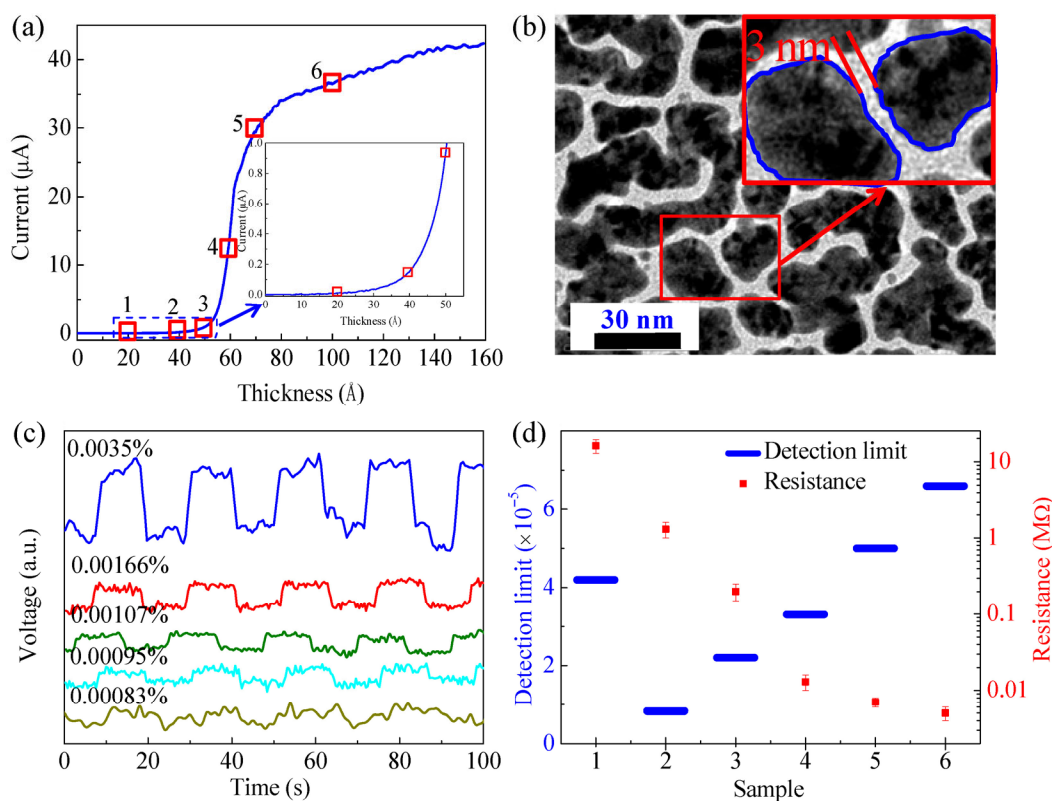 (a)
Current (μA)
40
30
20
10
0
1
2
3
4
5
6
Current (μA)
1.0
0.8
0.6
0.4
0.2
0.0
0 10 20 30 40 50
Thickness (Å)
0 20 40 60 80 100 120 140 160
Thickness (Å)
(b)
3 nm
30 nm
(c)
Voltage (a.u.)
0.0035%
0.00166%
0.00107%
0.00095%
0.00083%
0 20 40 60 80 100
Time (s)
(d)
Detection limit (×10⁻⁵)
6
4
2
0
Detection limit
Resistance
10
1
0.1
0.01
Resistance (MΩ)
1 2 3 4 5 6
Sample